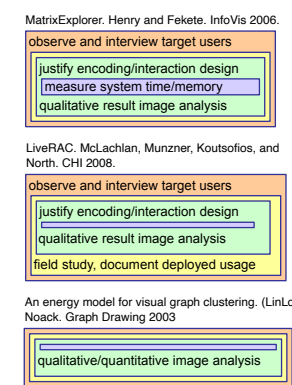 MatrixExplorer. Henry and Fekete. InfoVis 2006.
observe and interview target users
justify encoding/interaction design
measure system time/memory
qualitative result image analysis
LiveRAC. McLachlan, Munzner, Koutsofios, and
North. CHI 2008.
observe and interview target users
justify encoding/interaction design
qualitative result image analysis
field study, document deployed usage
An energy model for visual graph clustering. (LinLo
Noack. Graph Drawing 2003
qualitative/quantitative image analysis